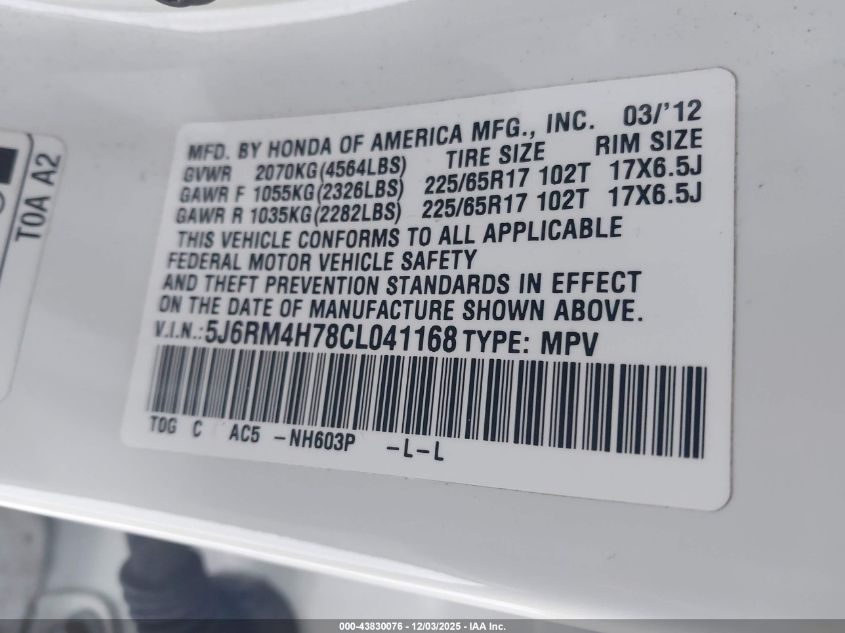 MFD. BY HONDA OF AMERICA MFG., INC. 03/'12
GVWR 2070KG(4564LBS) TIRE SIZE RIM SIZE
GAWR F 1055KG(2326LBS) 225/65R17 102T 17X6.5J
GAWR R 1035KG(2282LBS) 225/65R17 102T 17X6.5J
THIS VEHICLE CONFORMS TO ALL APPLICABLE
FEDERAL MOTOR VEHICLE SAFETY
AND THEFT PREVENTION STANDARDS IN EFFECT
ON THE DATE OF MANUFACTURE SHOWN ABOVE.
V.I.N.:5J6RM4H78CL041168 TYPE: MPV
T0G C AC5 -NH603P -L-L
T0A A2
000-43830076 - 12/03/2025 - IAA Inc.